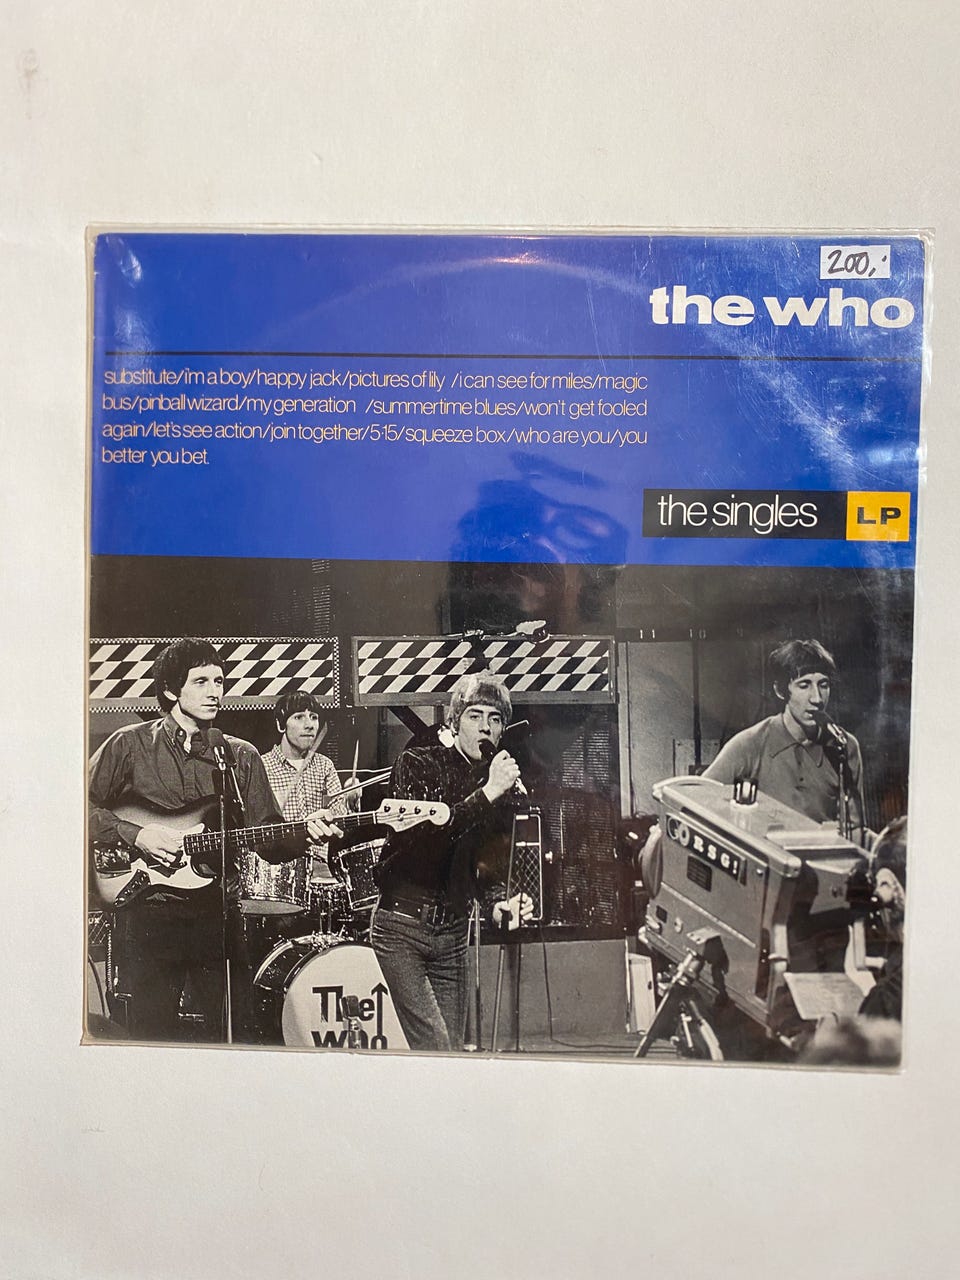 200,-
the who
substitute/i'm a boy/happy jack/pictures of lily /i can see for miles/magic
bus/pinball wizard/my generation /summertime blues/won't get fooled
again/let's see action/join together/5·15/squeeze box/who are you/you
better you bet.
the singles LP
ORSG!
The
who